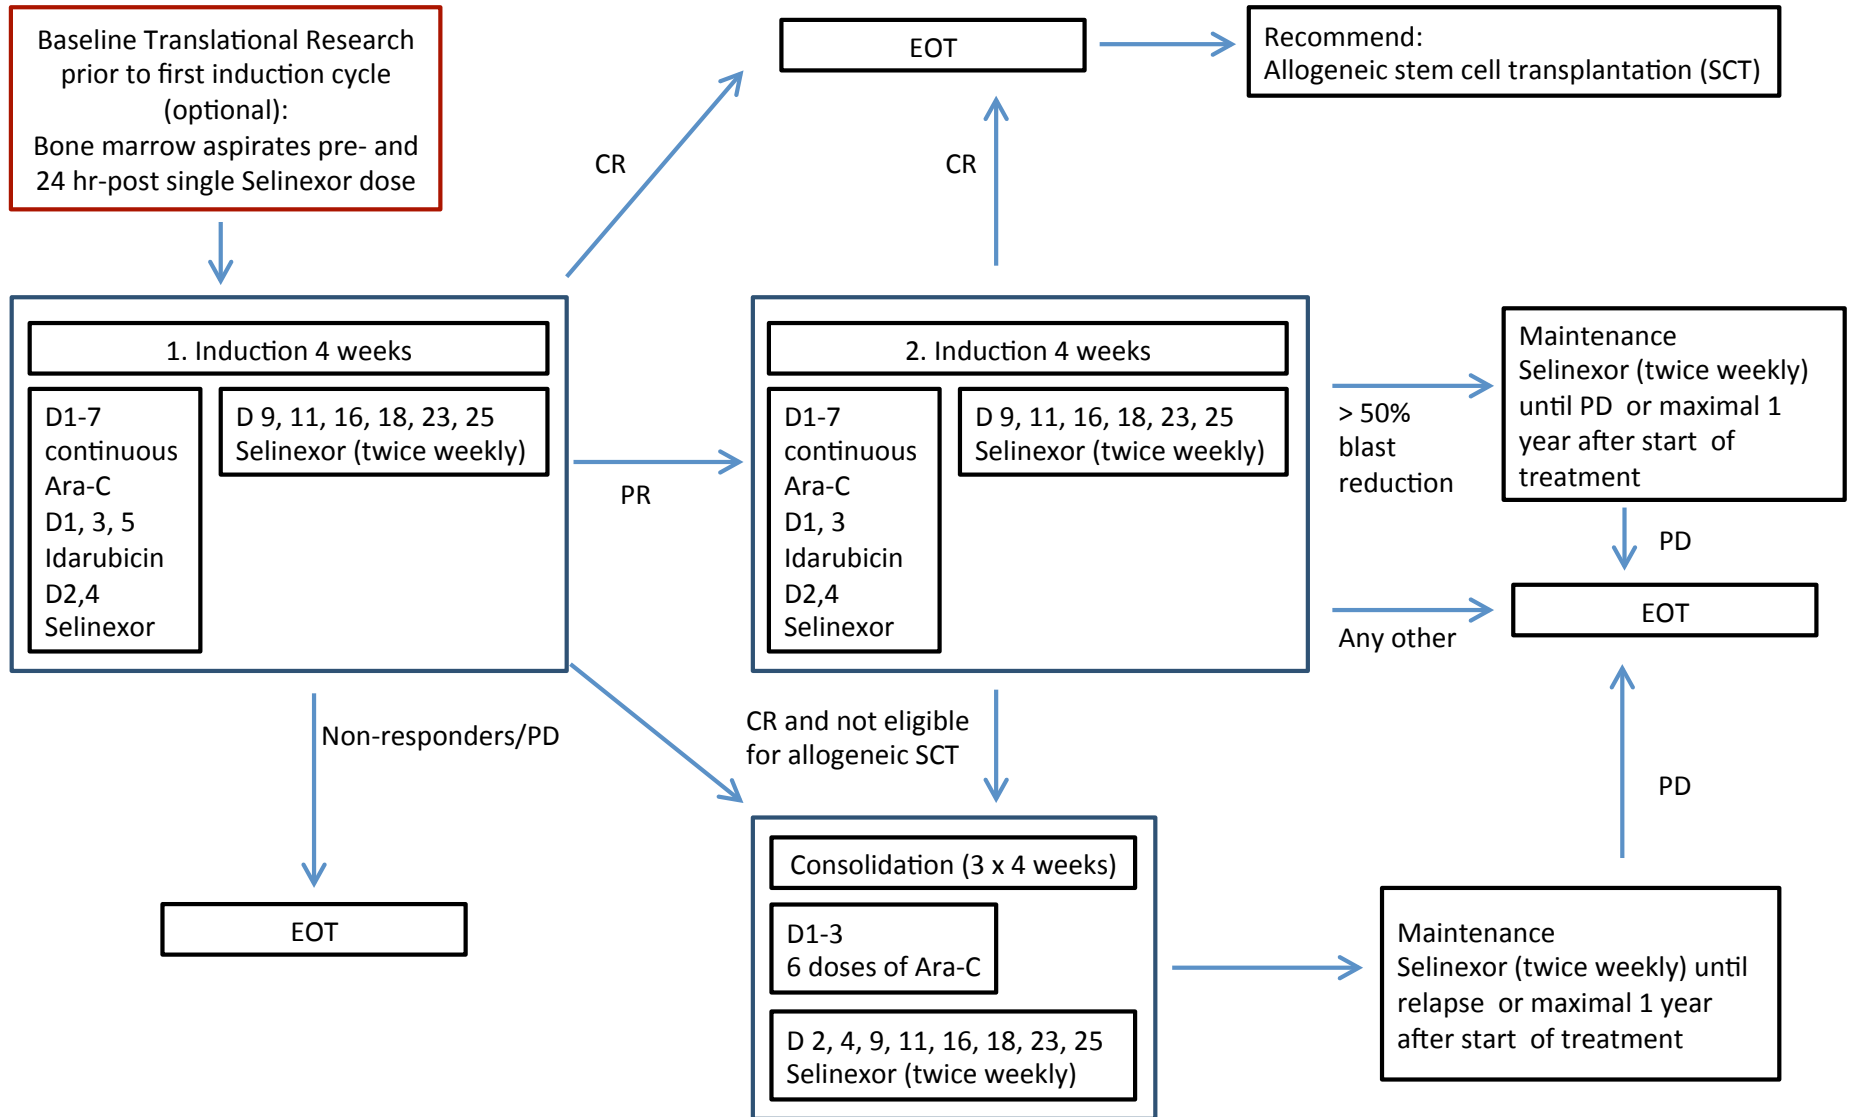 Baseline Translational Research
prior to first induction cycle
(optional):
Bone marrow aspirates pre- and
24 hr-post single Selinexor dose
EOT
Recommend:
Allogeneic stem cell transplantation (SCT)
CR
CR
1. Induction 4 weeks
D1-7
continuous
Ara-C
D1, 3, 5
Idarubicin
D2,4
Selinexor
D 9, 11, 16, 18, 23, 25
Selinexor (twice weekly)
PR
2. Induction 4 weeks
D1-7
continuous
Ara-C
D1, 3
Idarubicin
D2,4
Selinexor
D 9, 11, 16, 18, 23, 25
Selinexor (twice weekly)
> 50%
blast
reduction
Maintenance
Selinexor (twice weekly)
until PD or maximal 1
year after start of
treatment
PD
Any other
EOT
Non-responders/PD
CR and not eligible
for allogeneic SCT
PD
EOT
Consolidation (3 x 4 weeks)
D1-3
6 doses of Ara-C
D 2, 4, 9, 11, 16, 18, 23, 25
Selinexor (twice weekly)
Maintenance
Selinexor (twice weekly) until
relapse or maximal 1 year
after start of treatment